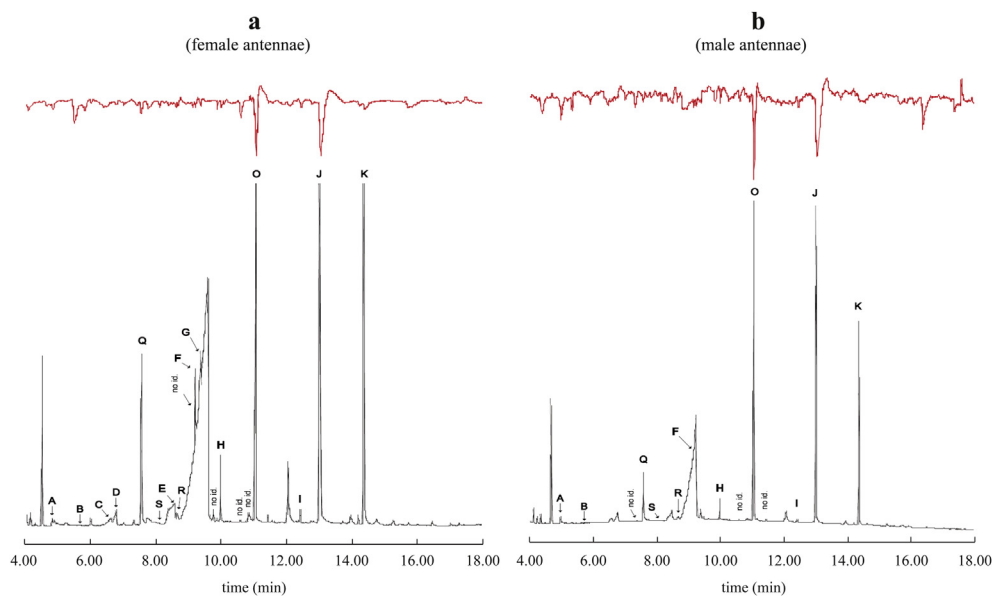 a
(female antennae)
O
J
K
Q
G
F
no id.
H
A
B
C
D
S
E
R
no id.
no id.
no id.
I
4.00
6.00
8.00
10.00
12.00
14.00
16.00
18.00
time (min)
b
(male antennae)
O
J
K
F
Q
A
B
no id.
S
R
H
no id.
no id.
I
4.00
6.00
8.00
10.00
12.00
14.00
16.00
18.00
time (min)